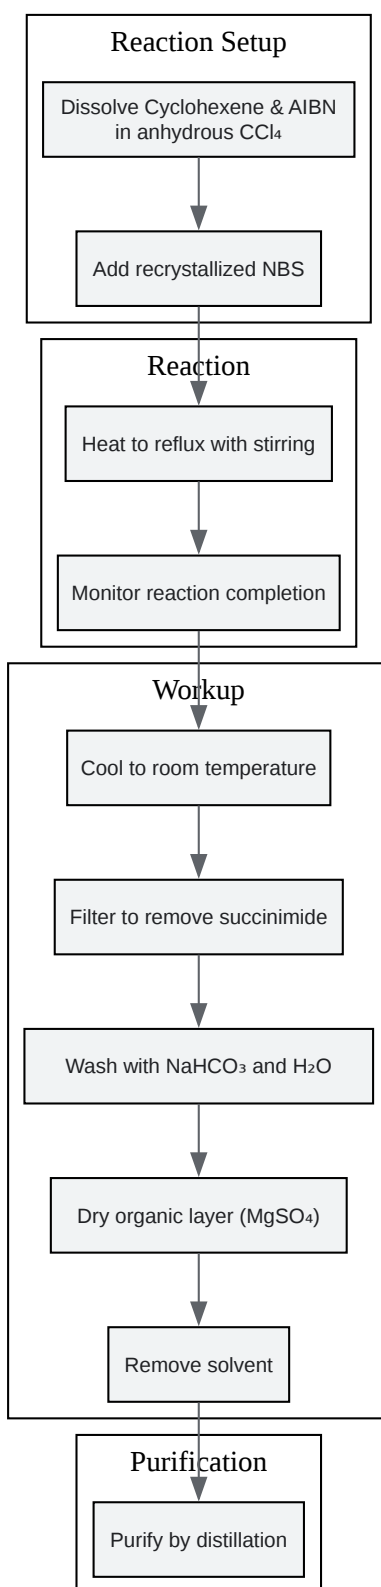 Reaction Setup
Dissolve Cyclohexene & AIBN
in anhydrous CCl₄
Add recrystallized NBS
Reaction
Heat to reflux with stirring
Monitor reaction completion
Workup
Cool to room temperature
Filter to remove succinimide
Wash with NaHCO₃ and H₂O
Dry organic layer (MgSO₄)
Remove solvent
Purification
Purify by distillation